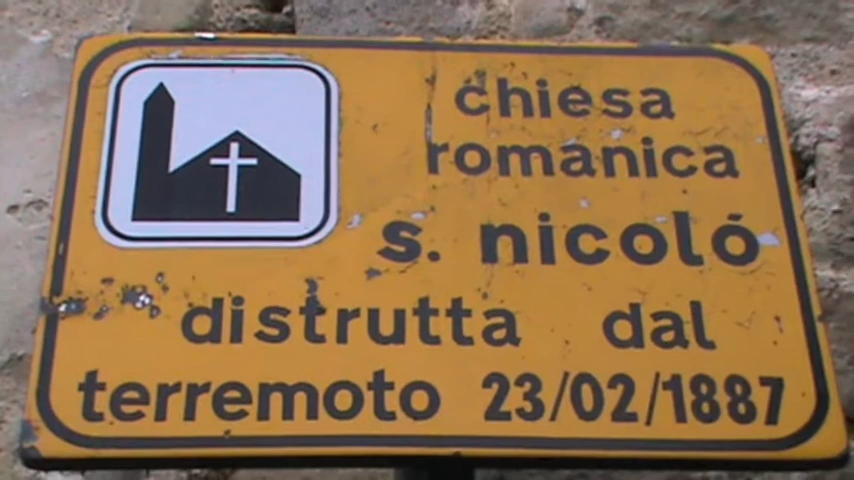 chiesa
romanica
s. nicoló
distrutta dal
terremoto 23/02/1887